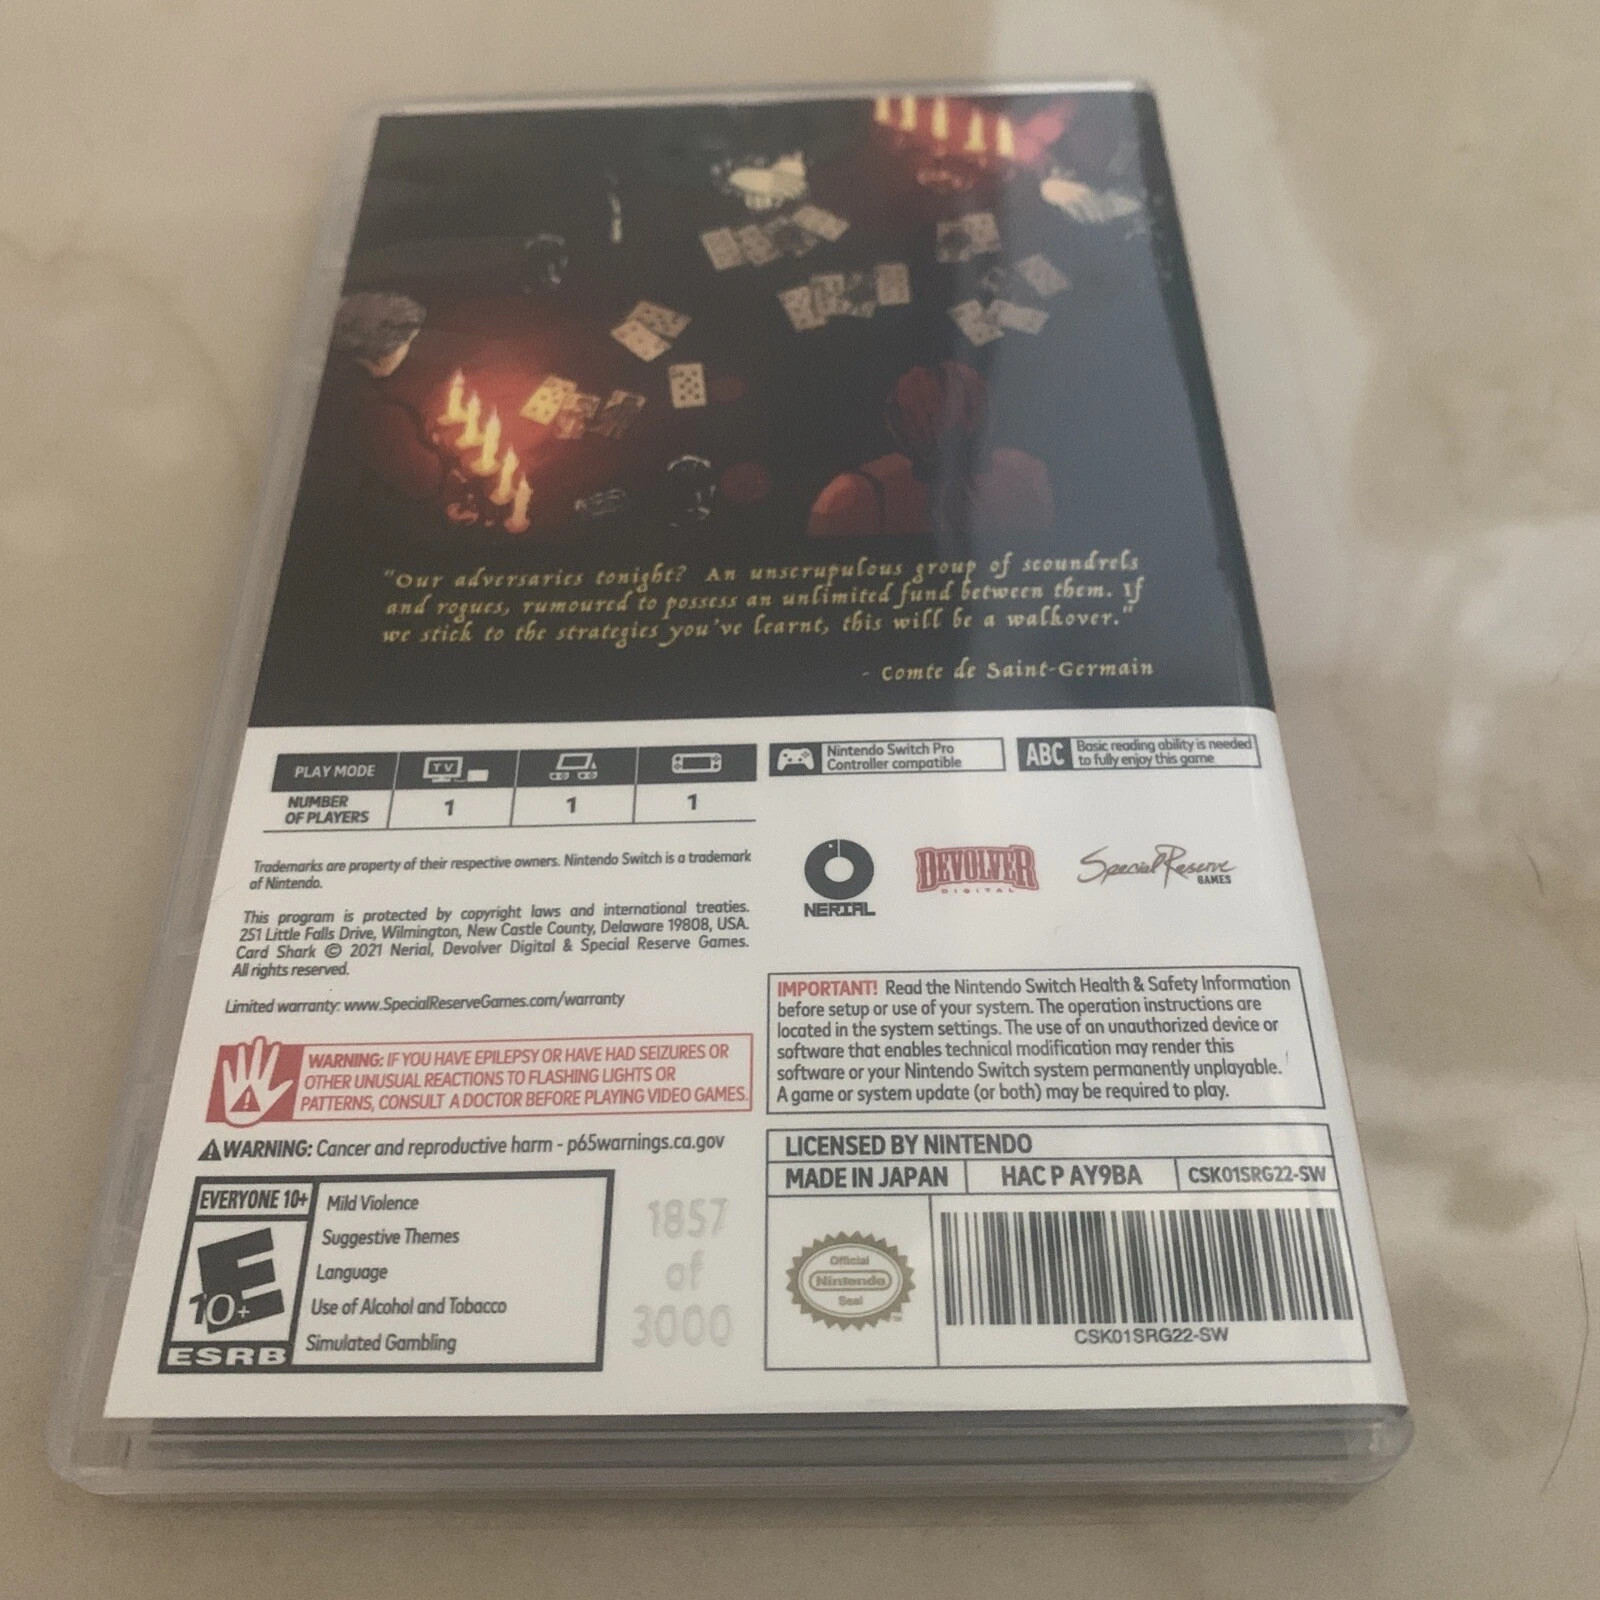 "Our adversaries tonight? An unscrupulous group of scoundrels
and rogues, rumoured to possess an unlimited fund between them. If
we stick to the strategies you've learnt, this will be a walkover."
- Comte de Saint-Germain
PLAY MODE
TV
NUMBER
OF PLAYERS
1
1
1
Nintendo Switch Pro
Controller compatible
ABC
Basic reading ability is needed
to fully enjoy this game
Trademarks are property of their respective owners. Nintendo Switch is a trademark
of Nintendo.
This program is protected by copyright laws and international treaties.
251 Little Falls Drive, Wilmington, New Castle County, Delaware 19808, USA.
Card Shark © 2021 Nerial, Devolver Digital & Special Reserve Games.
All rights reserved.
Limited warranty: www.SpecialReserveGames.com/warranty
NERIAL
DEVOLVER
DIGITAL
Special Reserve
GAMES
WARNING: IF YOU HAVE EPILEPSY OR HAVE HAD SEIZURES OR
OTHER UNUSUAL REACTIONS TO FLASHING LIGHTS OR
PATTERNS, CONSULT A DOCTOR BEFORE PLAYING VIDEO GAMES.
WARNING: Cancer and reproductive harm - p65warnings.ca.gov
IMPORTANT! Read the Nintendo Switch Health & Safety Information
before setup or use of your system. The operation instructions are
located in the system settings. The use of an unauthorized device or
software that enables technical modification may render this
software or your Nintendo Switch system permanently unplayable.
A game or system update (or both) may be required to play.
EVERYONE 10+
E
10+
ESRB
Mild Violence
Suggestive Themes
Language
Use of Alcohol and Tobacco
Simulated Gambling
1857
of
3000
LICENSED BY NINTENDO
MADE IN JAPAN
HAC P AY9BA
CSK01SRG22-SW
Official
Nintendo
Seal
TM
CSK01SRG22-SW